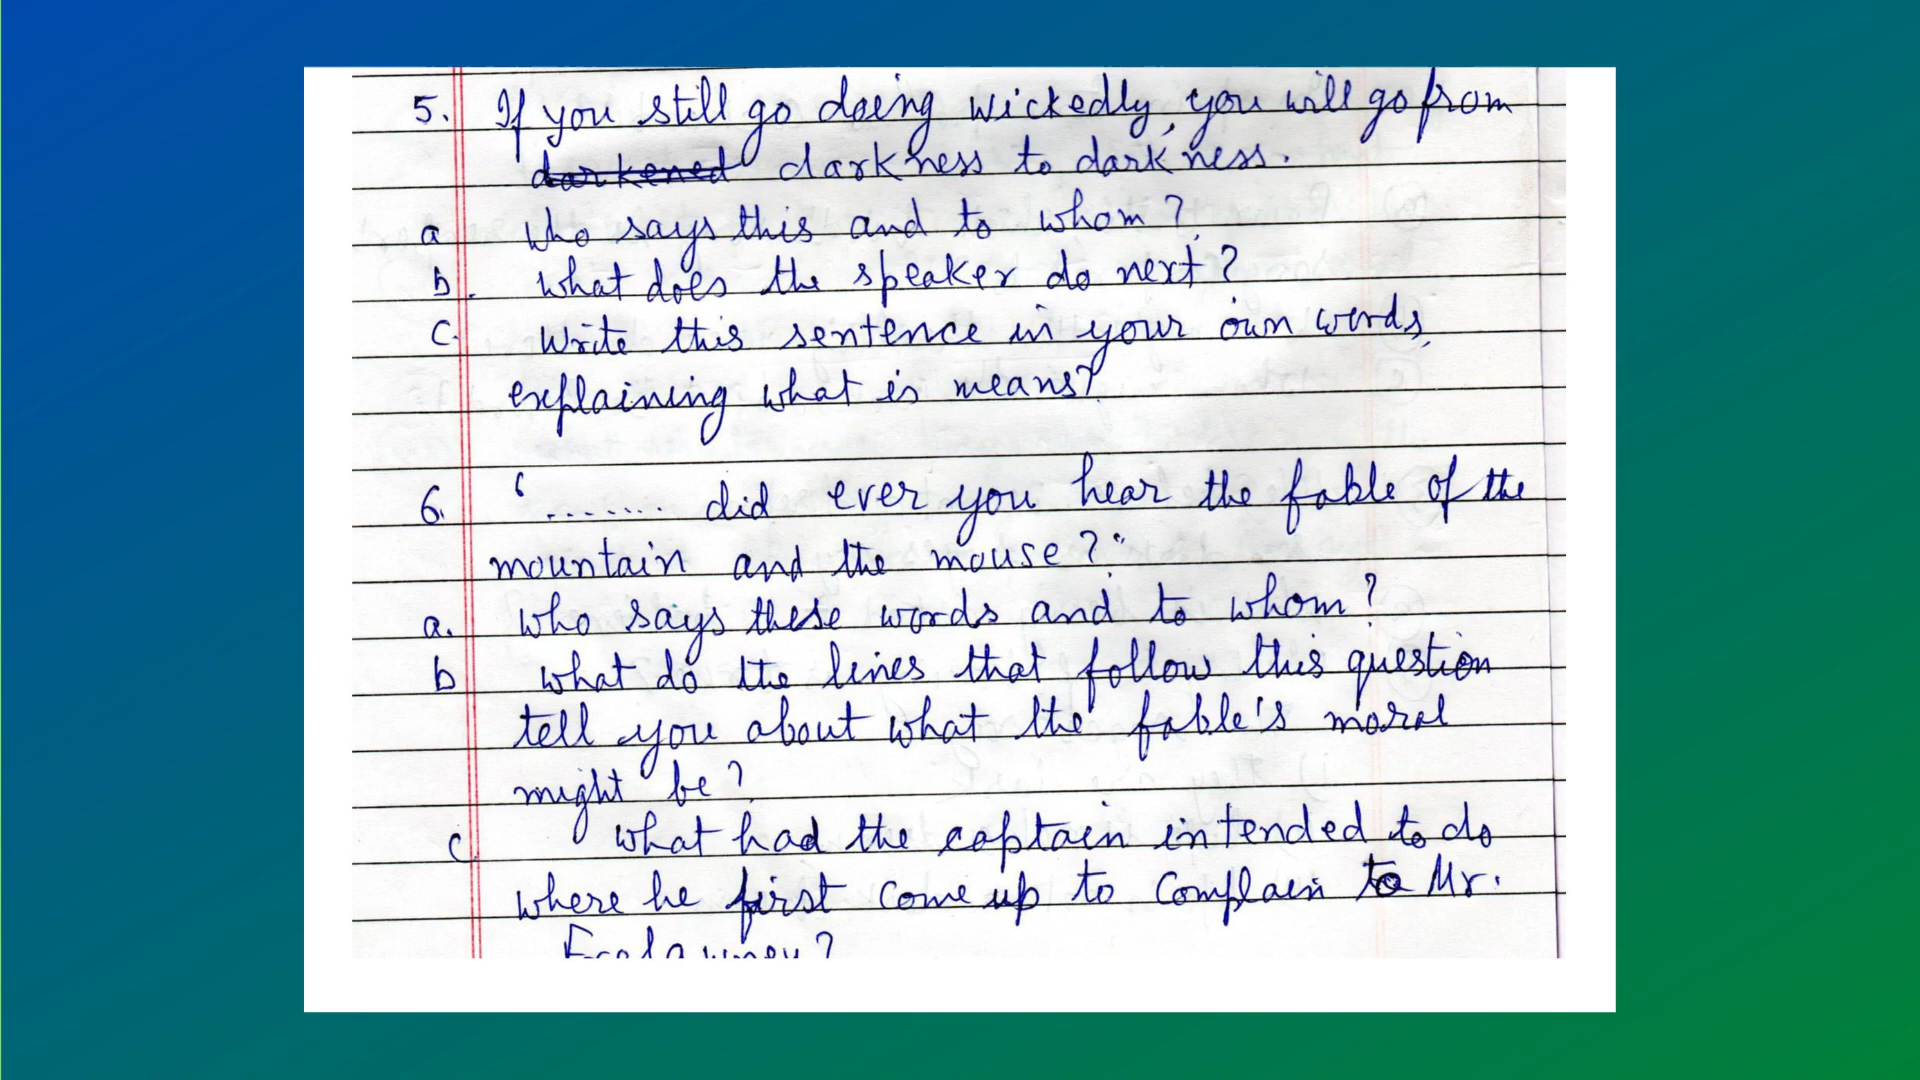 5. If you still go doing wickedly, you will go from
darkened darkness to darkness.
a who says this and to whom?
b. what does the speaker do next?
C. Write this sentence in your own words,
explaining what is means?
6. ‘ ........ did ever you hear the fable of the
mountain and the mouse?"
a. who says these words and to whom?
b what do the lines that follow this question
tell you about what the fable's moral
might be?
c what had the captain intended to do
where he first come up to complain to Mr.